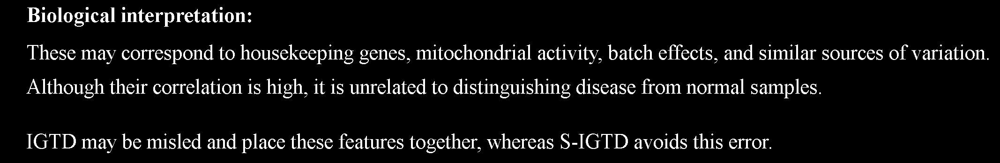 Biological interpretation:
These may correspond to housekeeping genes, mitochondrial activity, batch effects, and similar sources of variation.
Although their correlation is high, it is unrelated to distinguishing disease from normal samples.
IGTD may be misled and place these features together, whereas S-IGTD avoids this error.